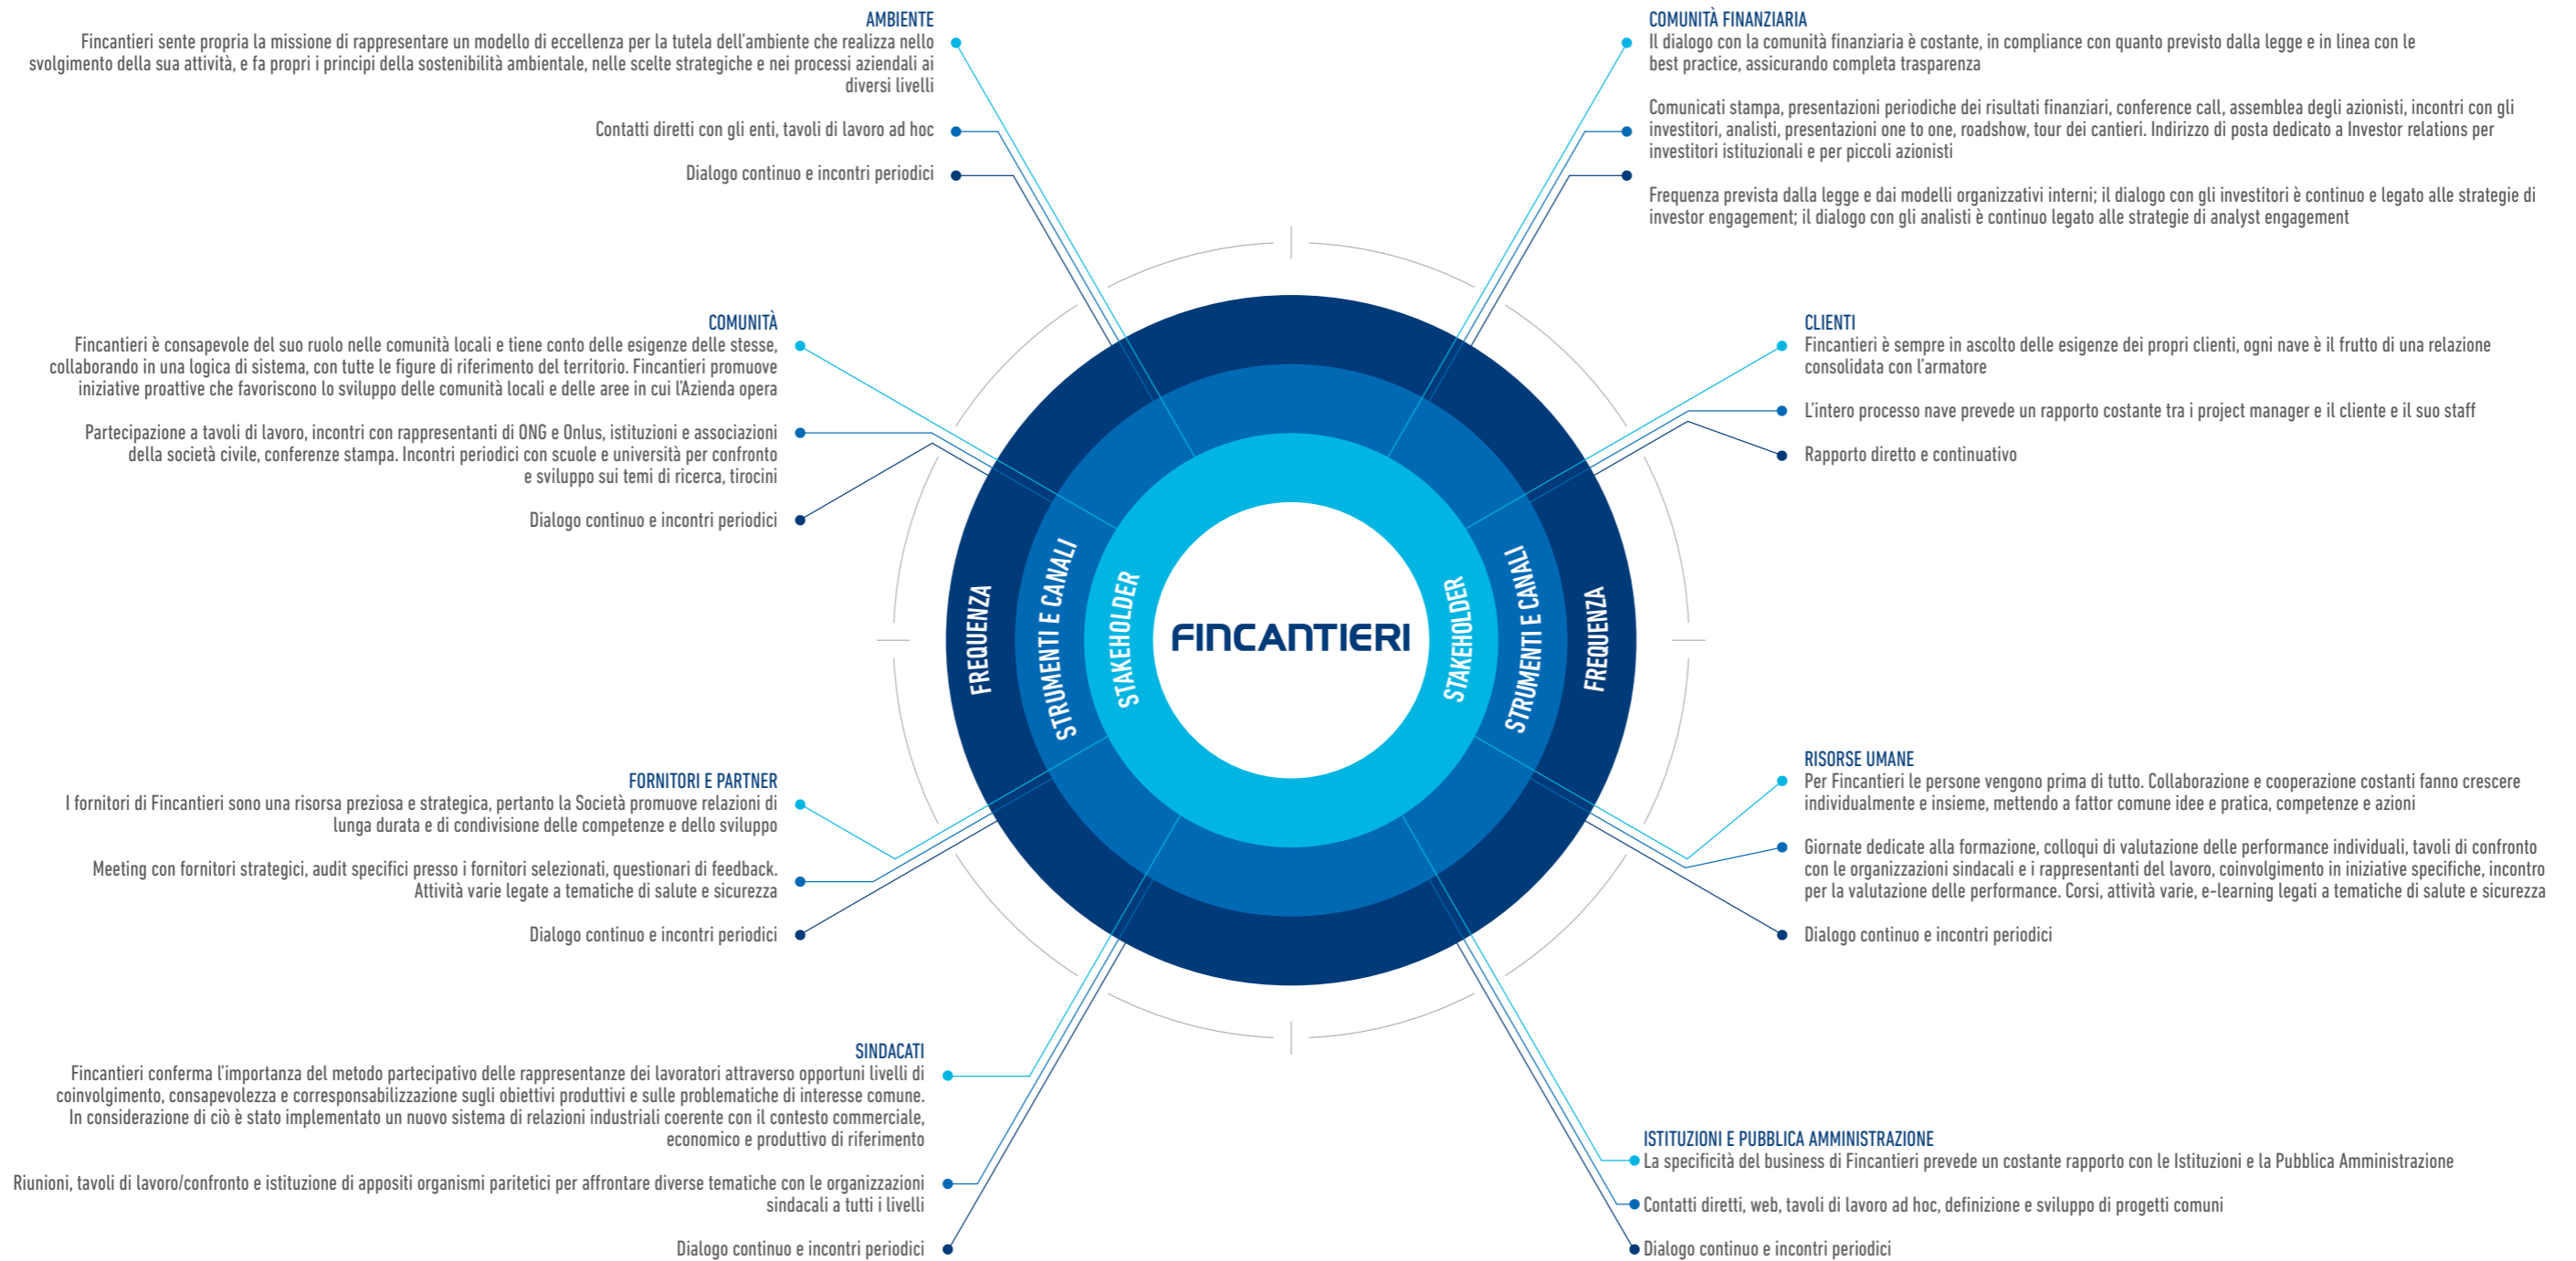 AMBIENTE
Fincantieri sente propria la missione di rappresentare un modello di eccellenza per la tutela dell'ambiente che realizza nello
svolgimento della sua attività, e fa propri i principi della sostenibilità ambientale, nelle scelte strategiche e nei processi aziendali ai
diversi livelli
Contatti diretti con gli enti, tavoli di lavoro ad hoc
Dialogo continuo e incontri periodici
COMUNITÀ FINANZIARIA
Il dialogo con la comunità finanziaria è costante, in compliance con quanto previsto dalla legge e in linea con le
best practice, assicurando completa trasparenza
Comunicati stampa, presentazioni periodiche dei risultati finanziari, conference call, assemblea degli azionisti, incontri con gli
investitori, analisti, presentazioni one to one, roadshow, tour dei cantieri. Indirizzo di posta dedicato a Investor relations per
investitori istituzionali e per piccoli azionisti
Frequenza prevista dalla legge e dai modelli organizzativi interni; il dialogo con gli investitori è continuo e legato alle strategie di
investor engagement; il dialogo con gli analisti è continuo legato alle strategie di analyst engagement
COMUNITÀ
Fincantieri è consapevole del suo ruolo nelle comunità locali e tiene conto delle esigenze delle stesse,
collaborando in una logica di sistema, con tutte le figure di riferimento del territorio. Fincantieri promuove
iniziative proattive che favoriscono lo sviluppo delle comunità locali e delle aree in cui l'Azienda opera
Partecipazione a tavoli di lavoro, incontri con rappresentanti di ONG e Onlus, istituzioni e associazioni
della società civile, conferenze stampa. Incontri periodici con scuole e università per confronto
e sviluppo sui temi di ricerca, tirocini
Dialogo continuo e incontri periodici
CLIENTI
Fincantieri è sempre in ascolto delle esigenze dei propri clienti, ogni nave è il frutto di una relazione
consolidata con l'armatore
L'intero processo nave prevede un rapporto costante tra i project manager e il cliente e il suo staff
Rapporto diretto e continuativo
FREQUENZA
STRUMENTI E CANALI
STAKEHOLDER
FINCANTIERI
STAKEHOLDER
STRUMENTI E CANALI
FREQUENZA
FORNITORI E PARTNER
I fornitori di Fincantieri sono una risorsa preziosa e strategica, pertanto la Società promuove relazioni di
lunga durata e di condivisione delle competenze e dello sviluppo
Meeting con fornitori strategici, audit specifici presso i fornitori selezionati, questionari di feedback.
Attività varie legate a tematiche di salute e sicurezza
Dialogo continuo e incontri periodici
RISORSE UMANE
Per Fincantieri le persone vengono prima di tutto. Collaborazione e cooperazione costanti fanno crescere
individualmente e insieme, mettendo a fattor comune idee e pratica, competenze e azioni
Giornate dedicate alla formazione, colloqui di valutazione delle performance individuali, tavoli di confronto
con le organizzazioni sindacali e i rappresentanti del lavoro, coinvolgimento in iniziative specifiche, incontro
per la valutazione delle performance. Corsi, attività varie, e-learning legati a tematiche di salute e sicurezza
Dialogo continuo e incontri periodici
SINDACATI
Fincantieri conferma l'importanza del metodo partecipativo delle rappresentanze dei lavoratori attraverso opportuni livelli di
coinvolgimento, consapevolezza e corresponsabilizzazione sugli obiettivi produttivi e sulle problematiche di interesse comune.
In considerazione di ciò è stato implementato un nuovo sistema di relazioni industriali coerente con il contesto commerciale,
economico e produttivo di riferimento
Riunioni, tavoli di lavoro/confronto e istituzione di appositi organismi paritetici per affrontare diverse tematiche con le organizzazioni
sindacali a tutti i livelli
Dialogo continuo e incontri periodici
ISTITUZIONI E PUBBLICA AMMINISTRAZIONE
La specificità del business di Fincantieri prevede un costante rapporto con le Istituzioni e la Pubblica Amministrazione
Contatti diretti, web, tavoli di lavoro ad hoc, definizione e sviluppo di progetti comuni
Dialogo continuo e incontri periodici